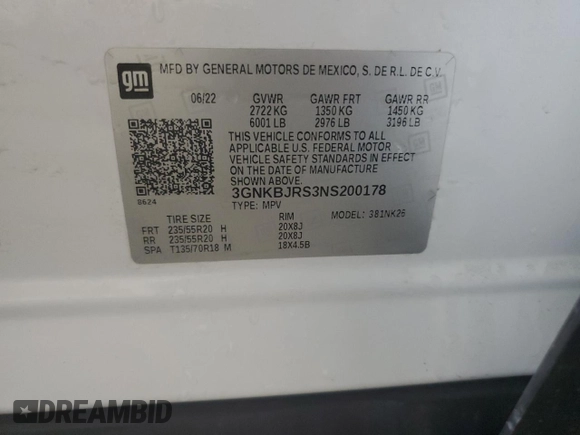 gm
MFD BY GENERAL MOTORS DE MEXICO, S. DE R.L. DE C.V.
06/22 GVWR GAWR FRT GAWR RR
2722 KG 1350 KG 1450 KG
6001 LB 2976 LB 3196 LB
THIS VEHICLE CONFORMS TO ALL
APPLICABLE U.S. FEDERAL MOTOR
VEHICLE SAFETY STANDARDS IN EFFECT
ON THE DATE OF MANUFACTURE
SHOWN ABOVE.
3GNKBJRS3NS200178
8624 TYPE: MPV MODEL: 381NK26
TIRE SIZE RIM
FRT 235/55R20 H 20X8J
RR 235/55R20 H 20X8J
SPA T135/70R18 M 18X4.5B
DREAMBID